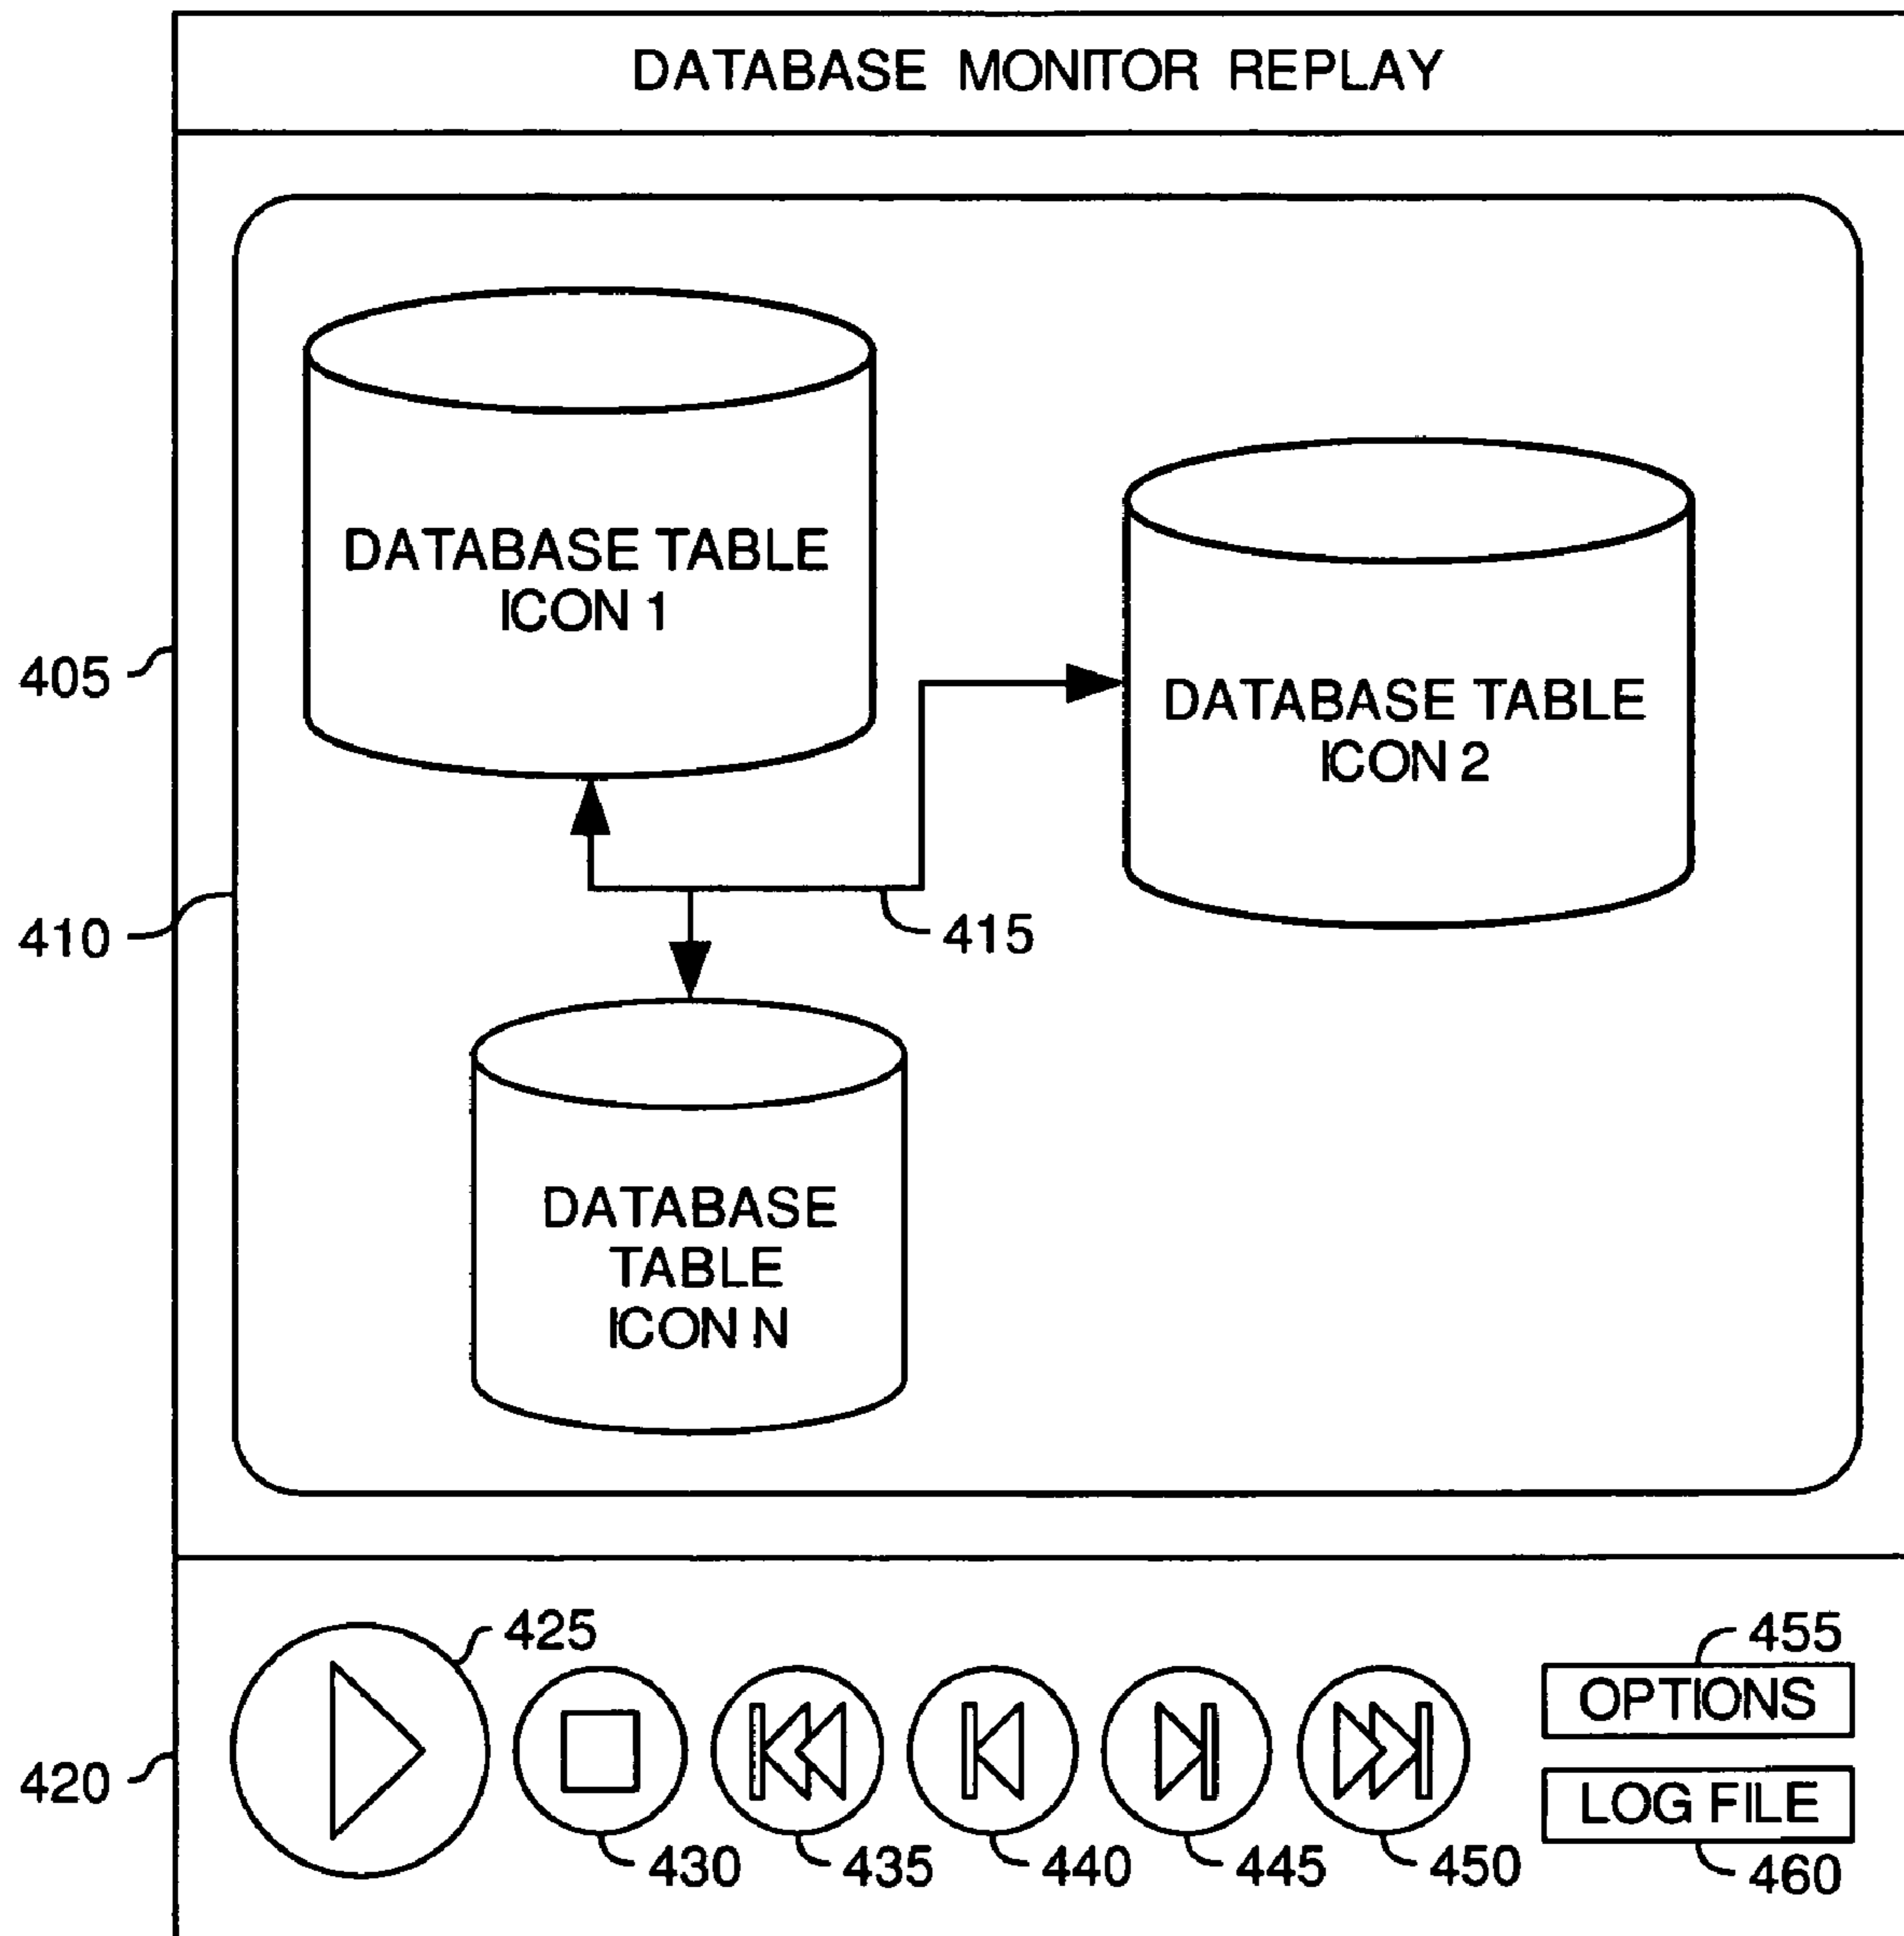 DATABASE MONITOR REPLAY
DATABASE TABLE
ICON 1
405
DATABASE TABLE
ICON 2
410
415
DATABASE
TABLE
ICON N
425
455
OPTIONS
420
LOG FILE
430
435
440
445
450
460